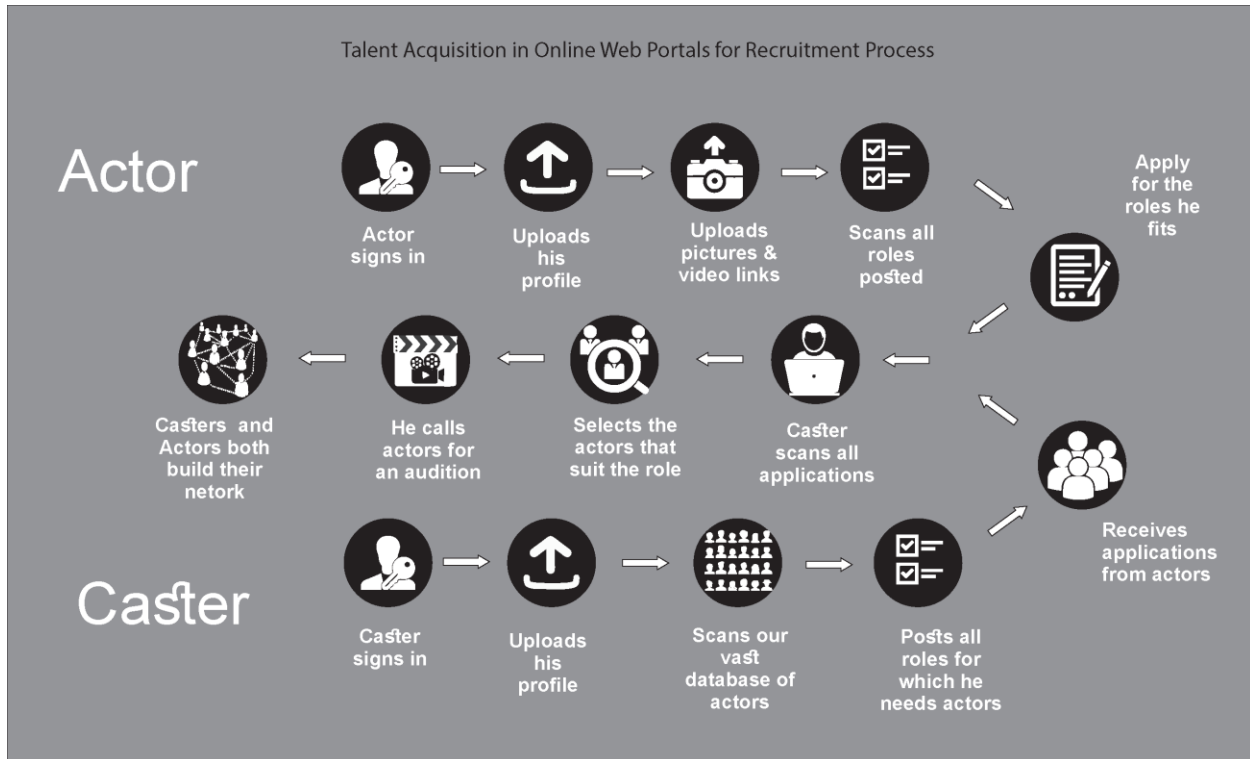 Talent Acquisition in Online Web Portals for Recruitment Process
Actor
Actor
signs in
Uploads
his
profile
Uploads
pictures &
video links
Scans all
roles
posted
Apply
for the
roles he
fits
Casters and
Actors both
build their
netork
He calls
actors for
an audition
Selects the
actors that
suit the role
Caster
scans all
applications
Receives
applications
from actors
Caster
Caster
signs in
Uploads
his
profile
Scans our
vast
database of
actors
Posts all
roles for
which he
needs actors